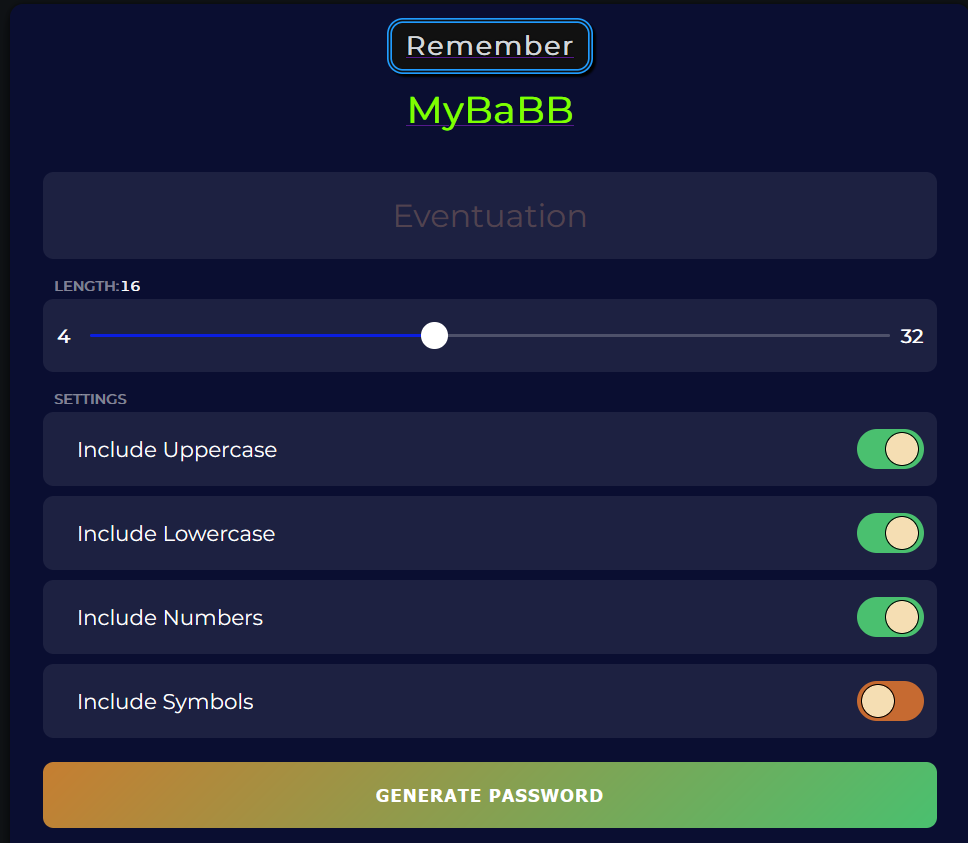 Remember
MyBaBB
Eventuation
LENGTH:16
4 32
SETTINGS
Include Uppercase
Include Lowercase
Include Numbers
Include Symbols
GENERATE PASSWORD